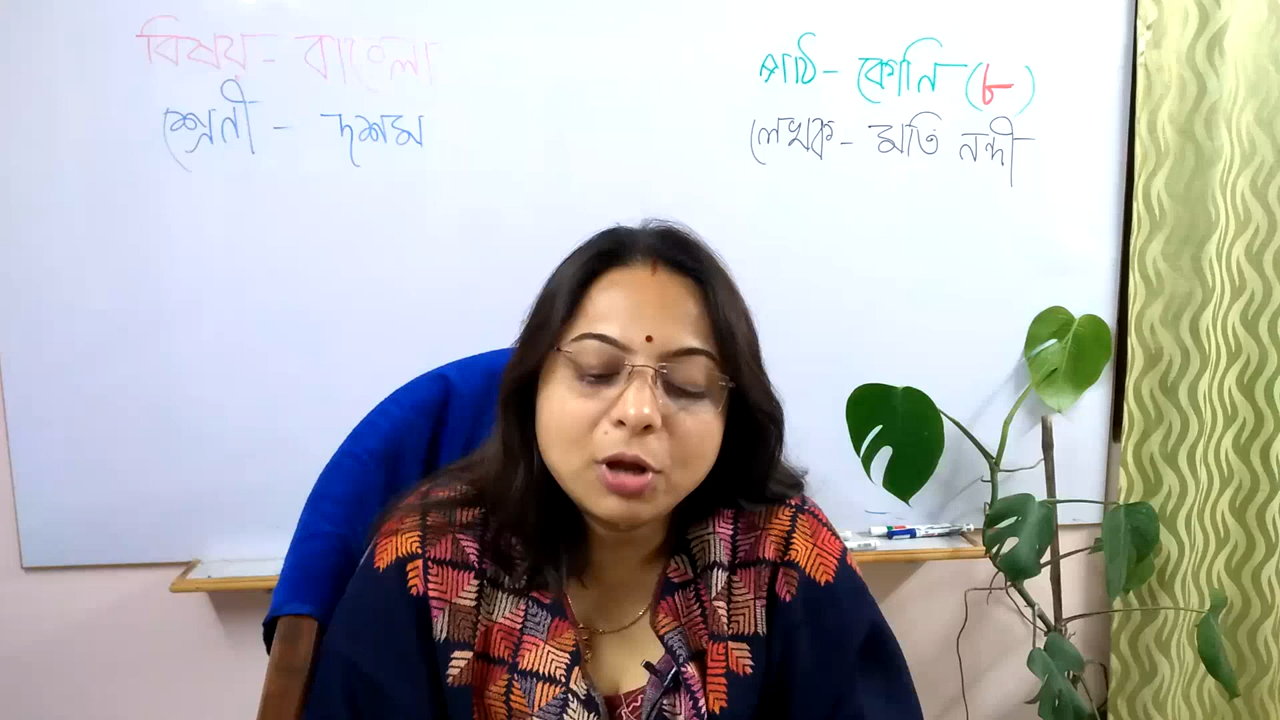 বিষয় - বাংলা
শ্রেনী - দশম
পাঠ - কোনি (৮)
লেখক - মতি নন্দী